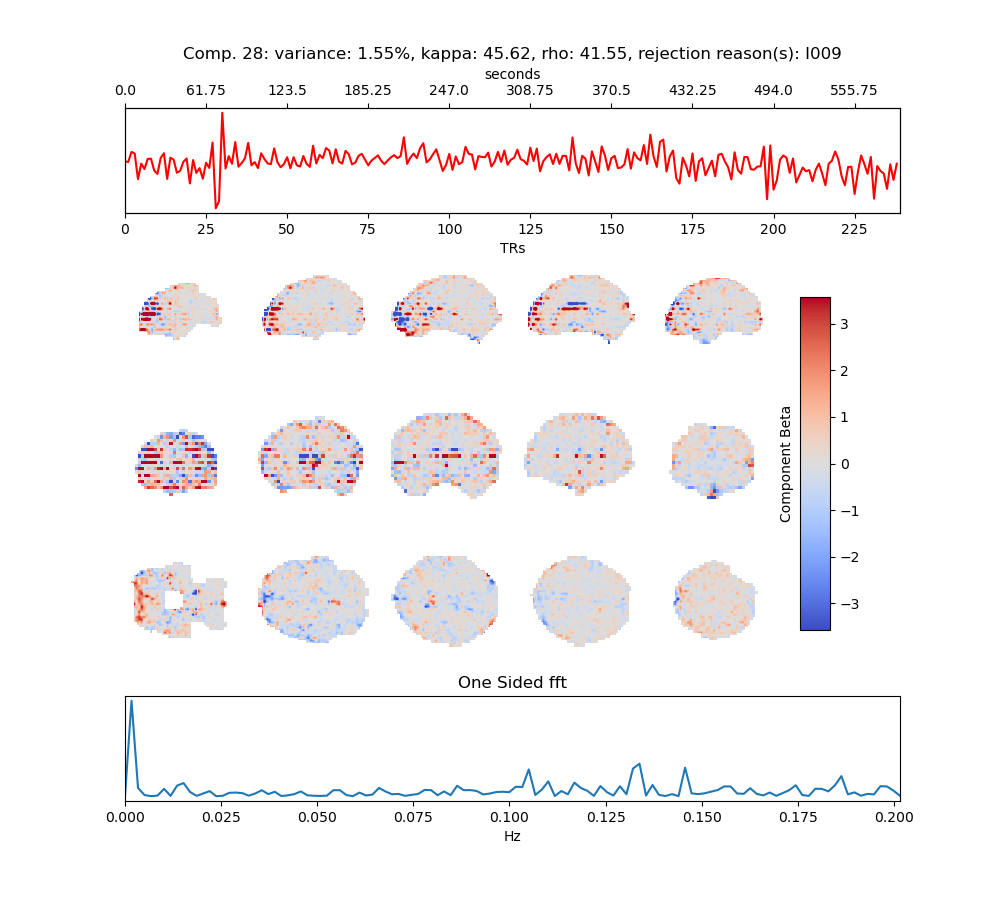 Comp. 28: variance: 1.55%, kappa: 45.62, rho: 41.55, rejection reason(s): I009
seconds
0.0 61.75 123.5 185.25 247.0 308.75 370.5 432.25 494.0 555.75
0 25 50 75 100 125 150 175 200 225
TRs
3
2
1
0
−1
−2
−3
Component Beta
One Sided fft
0.000 0.025 0.050 0.075 0.100 0.125 0.150 0.175 0.200
Hz